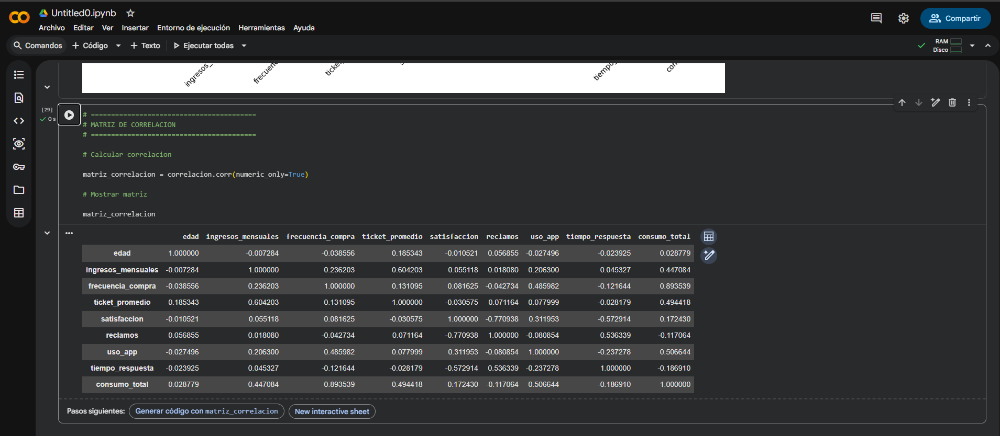 Untitled0.ipynb
Archivo Editar Ver Insertar Entorno de ejecución Herramientas Ayuda
Compartir
Comandos + Código + Texto Ejecutar todas
RAM
Disco
ingresos_
ticket_
tiempo_
[29]
0 s
# =========================================
# MATRIZ DE CORRELACION
# =========================================
# Calcular correlacion
matriz_correlacion = correlacion.corr(numeric_only=True)
# Mostrar matriz
matriz_correlacion
edad ingresos_mensuales frecuencia_compra ticket_promedio satisfaccion reclamos uso_app tiempo_respuesta consumo_total
edad 1.000000 -0.007284 -0.038556 0.185343 -0.010521 0.056855 -0.027496 -0.023925 0.028779
ingresos_mensuales -0.007284 1.000000 0.236203 0.604203 0.055118 0.018080 0.206300 0.045327 0.447084
frecuencia_compra -0.038556 0.236203 1.000000 0.131095 0.081625 -0.042734 0.485982 -0.121644 0.893539
ticket_promedio 0.185343 0.604203 0.131095 1.000000 -0.030575 0.071164 0.077999 -0.028179 0.494418
satisfaccion -0.010521 0.055118 0.081625 -0.030575 1.000000 -0.770938 0.311953 -0.572914 0.172430
reclamos 0.056855 0.018080 -0.042734 0.071164 -0.770938 1.000000 -0.080854 0.536339 -0.117064
uso_app -0.027496 0.206300 0.485982 0.077999 0.311953 -0.080854 1.000000 -0.237278 0.506644
tiempo_respuesta -0.023925 0.045327 -0.121644 -0.028179 -0.572914 0.536339 -0.237278 1.000000 -0.186910
consumo_total 0.028779 0.447084 0.893539 0.494418 0.172430 -0.117064 0.506644 -0.186910 1.000000
Pasos siguientes: Generar código con matriz_correlacion New interactive sheet